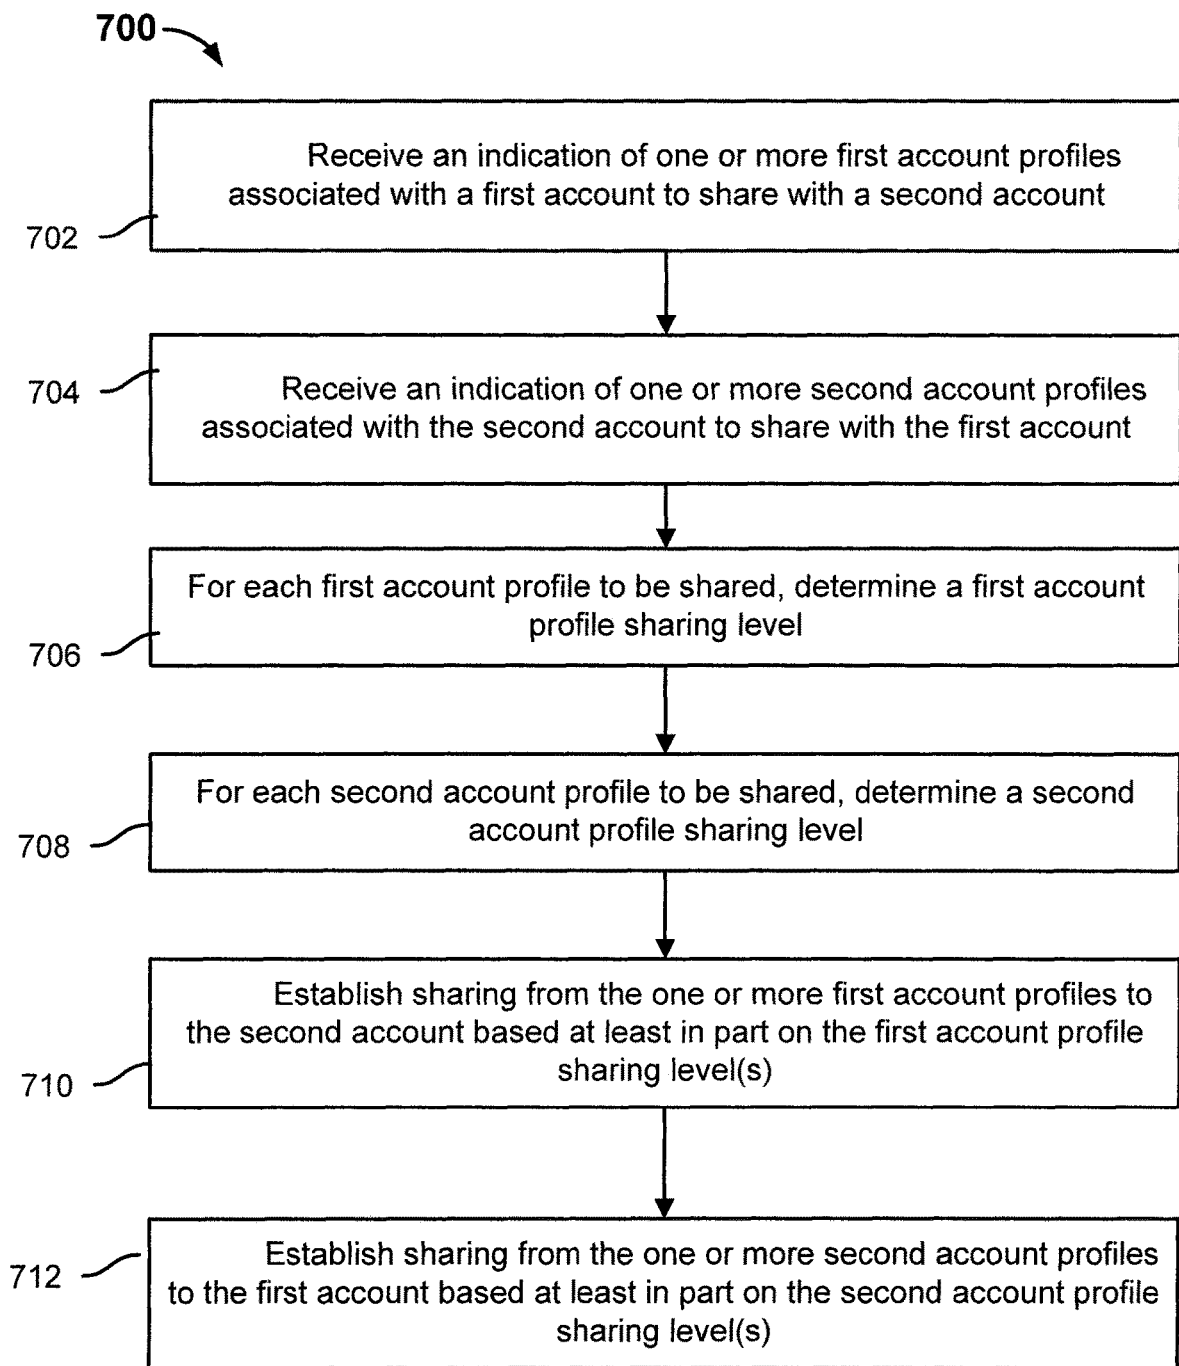 700
Receive an indication of one or more first account profiles
associated with a first account to share with a second account
702
704
Receive an indication of one or more second account profiles
associated with the second account to share with the first account
For each first account profile to be shared, determine a first account
profile sharing level
706
For each second account profile to be shared, determine a second
account profile sharing level
708
Establish sharing from the one or more first account profiles to
the second account based at least in part on the first account profile
sharing level(s)
710
712
Establish sharing from the one or more second account profiles
to the first account based at least in part on the second account profile
sharing level(s)